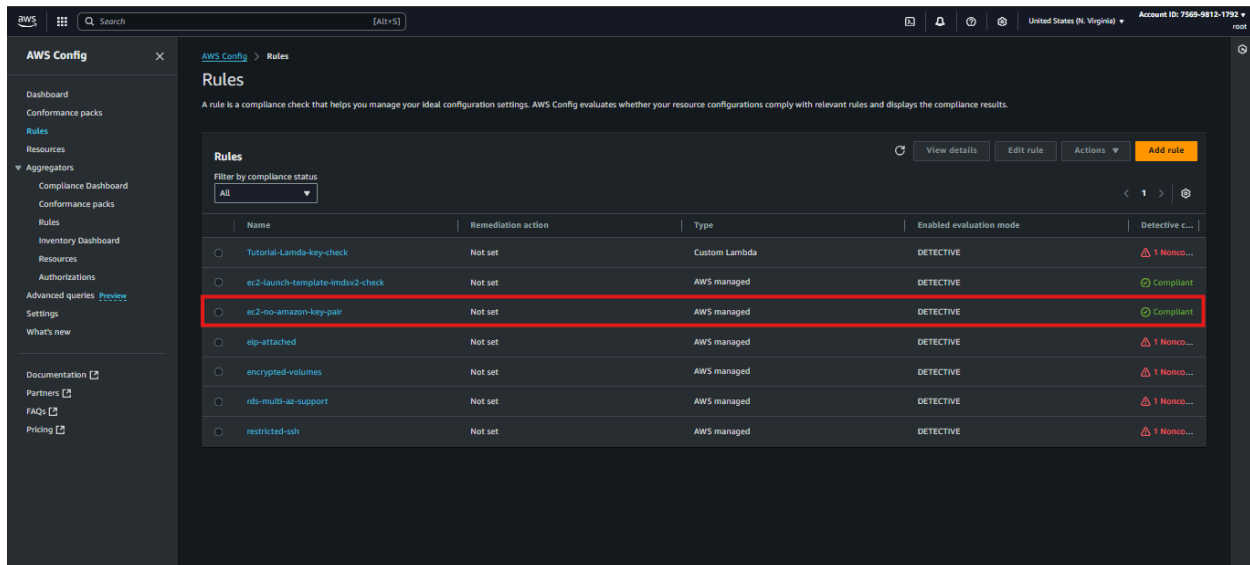 aws
Search [Alt+S]
United States (N. Virginia)
Account ID: 7569-9812-1792
root
AWS Config
Dashboard
Conformance packs
Rules
Resources
Aggregators
Compliance Dashboard
Conformance packs
Rules
Inventory Dashboard
Resources
Authorizations
Advanced queries Preview
Settings
What's new
Documentation
Partners
FAQs
Pricing
AWS Config > Rules
Rules
A rule is a compliance check that helps you manage your ideal configuration settings. AWS Config evaluates whether your resource configurations comply with relevant rules and displays the compliance results.
Rules
View details Edit rule Actions Add rule
Filter by compliance status
All
< 1 >
Name Remediation action Type Enabled evaluation mode Detective c...
Tutorial-Lamda-key-check Not set Custom Lambda DETECTIVE 1 Nonco...
ec2-launch-template-imdsv2-check Not set AWS managed DETECTIVE Compliant
ec2-no-amazon-key-pair Not set AWS managed DETECTIVE Compliant
eip-attached Not set AWS managed DETECTIVE 1 Nonco...
encrypted-volumes Not set AWS managed DETECTIVE 1 Nonco...
rds-multi-az-support Not set AWS managed DETECTIVE 1 Nonco...
restricted-ssh Not set AWS managed DETECTIVE 1 Nonco...